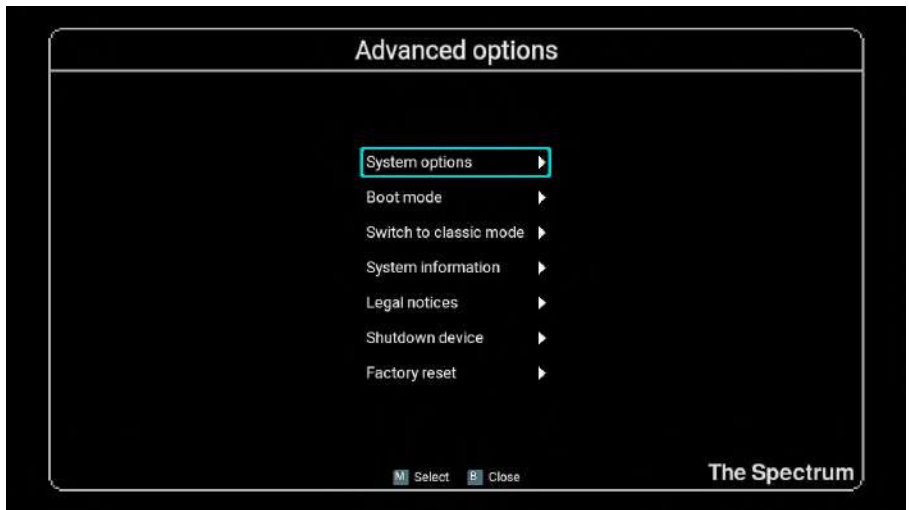 Advanced options
System options
Boot mode
Switch to classic mode
System information
Legal notices
Shutdown device
Factory reset
M Select B Close
The Spectrum